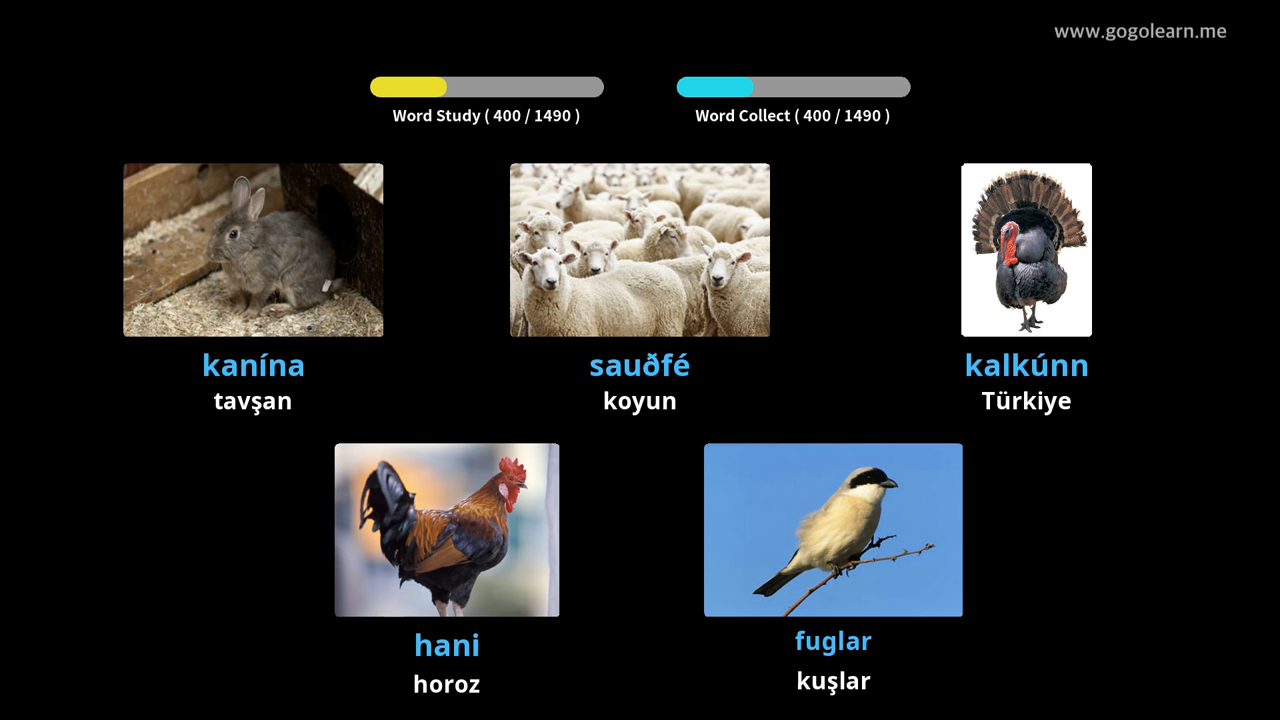 www.gogolearn.me
Word Study ( 400 / 1490 )
Word Collect ( 400 / 1490 )
kanína
tavşan
sauðfé
koyun
kalkúnn
Türkiye
hani
horoz
fuglar
kuşlar